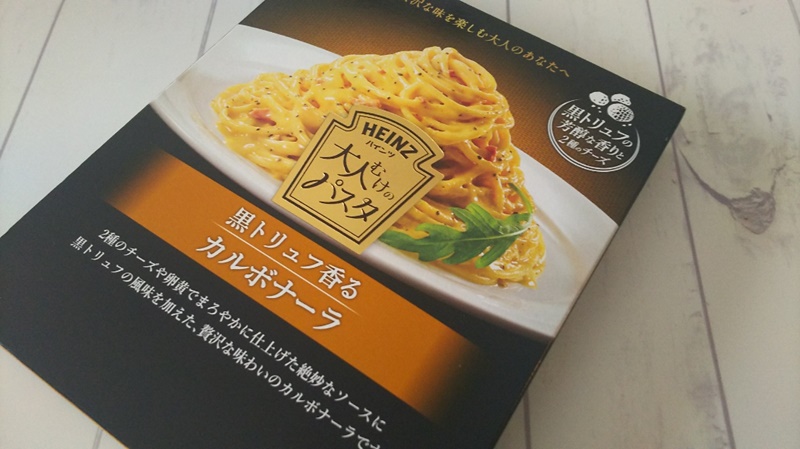 沢な味を楽しむ大人のあなたへ
HEINZ
ハインツ
大人むけの
パスタ
黒トリュフの
芳醇な香りと
2種のチーズ
黒トリュフ香る
カルボナーラ
2種のチーズや卵黄でまろやかに仕上げた絶妙なソースに
黒トリュフの風味を加えた、贅沢な味わいのカルボナーラです